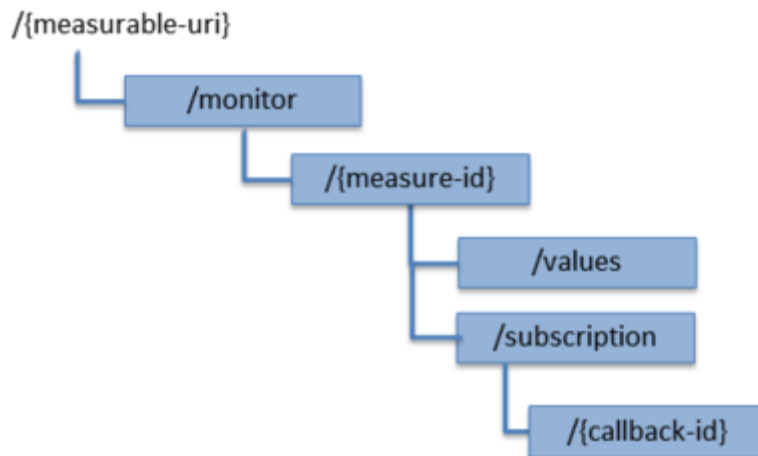 /{measurable-uri}
/monitor
/{measure-id}
/values
/subscription
/{callback-id}